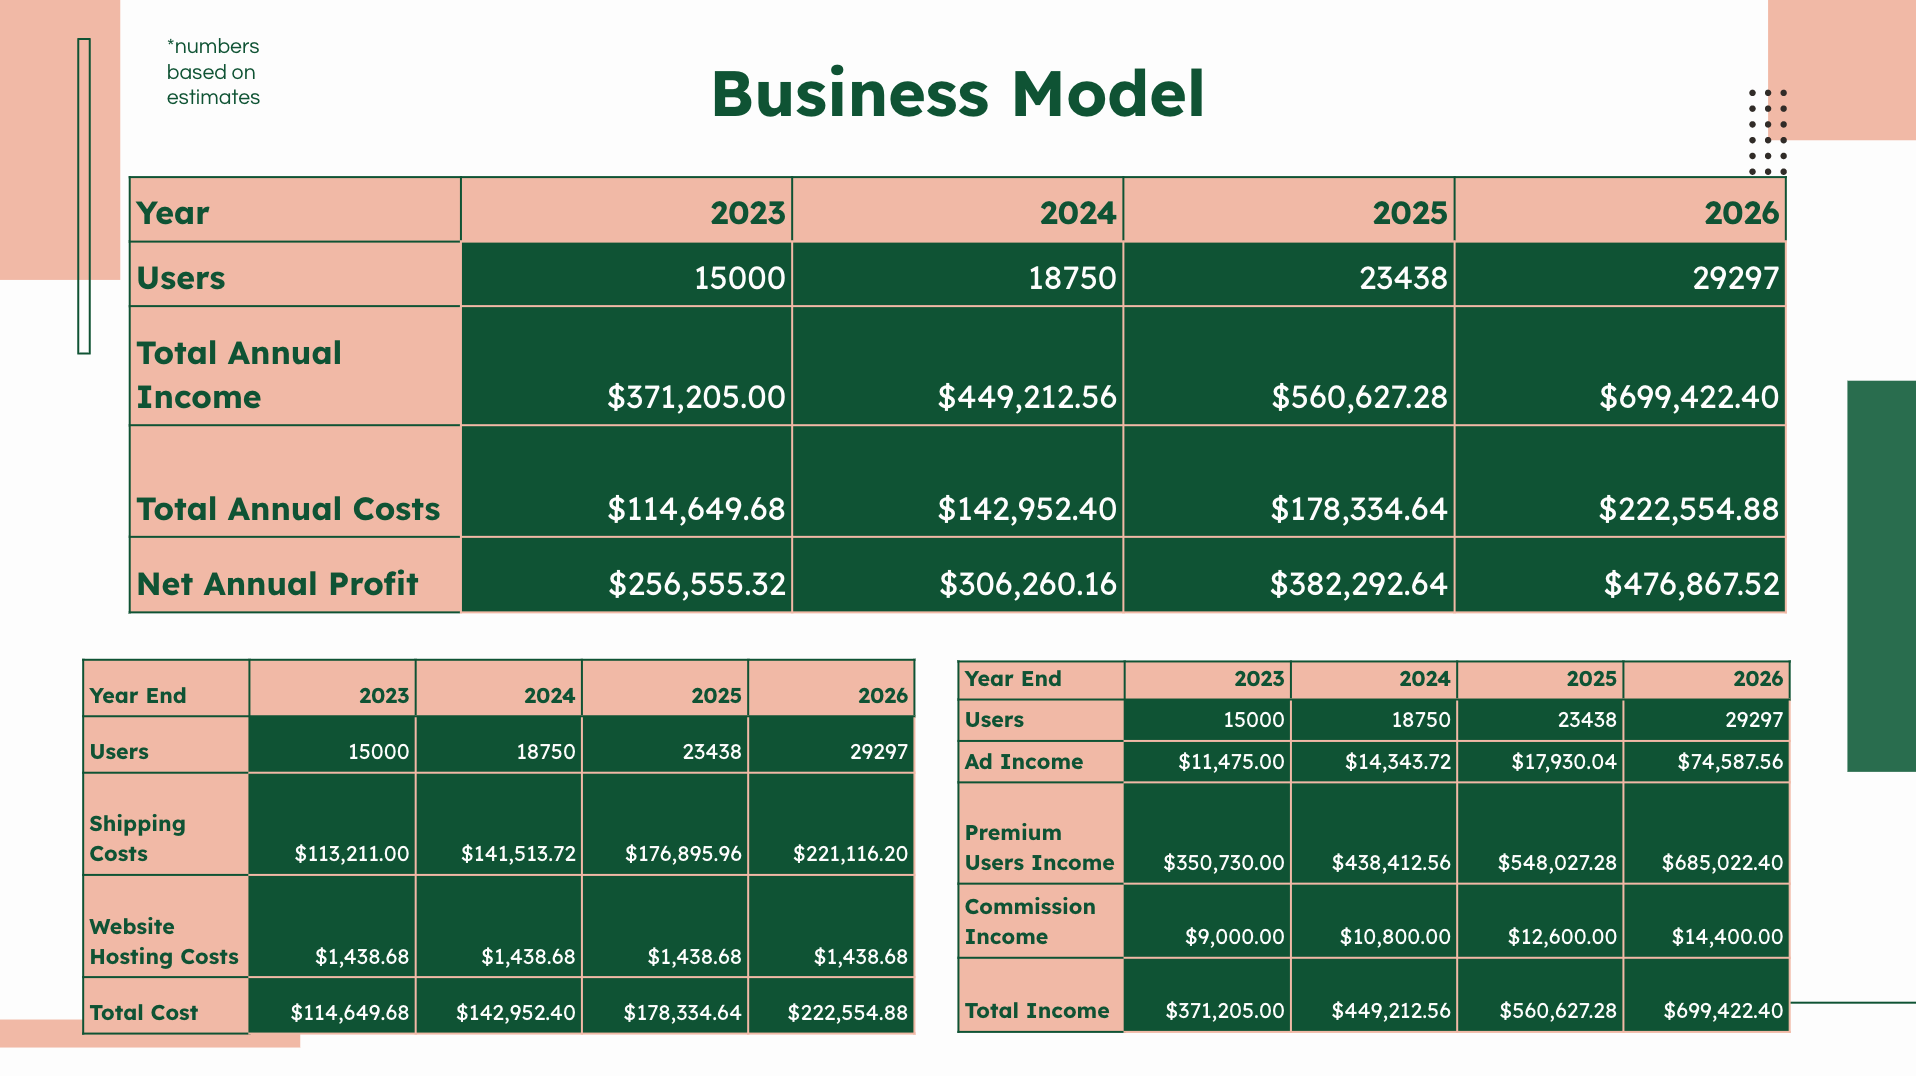 *numbers
based on
estimates
Business Model
Year 2023 2024 2025 2026
Users 15000 18750 23438 29297
Total Annual
Income $371,205.00 $449,212.56 $560,627.28 $699,422.40
Total Annual Costs $114,649.68 $142,952.40 $178,334.64 $222,554.88
Net Annual Profit $256,555.32 $306,260.16 $382,292.64 $476,867.52
Year End 2023 2024 2025 2026
Users 15000 18750 23438 29297
Shipping
Costs $113,211.00 $141,513.72 $176,895.96 $221,116.20
Website
Hosting Costs $1,438.68 $1,438.68 $1,438.68 $1,438.68
Total Cost $114,649.68 $142,952.40 $178,334.64 $222,554.88
Year End 2023 2024 2025 2026
Users 15000 18750 23438 29297
Ad Income $11,475.00 $14,343.72 $17,930.04 $74,587.56
Premium
Users Income $350,730.00 $438,412.56 $548,027.28 $685,022.40
Commission
Income $9,000.00 $10,800.00 $12,600.00 $14,400.00
Total Income $371,205.00 $449,212.56 $560,627.28 $699,422.40